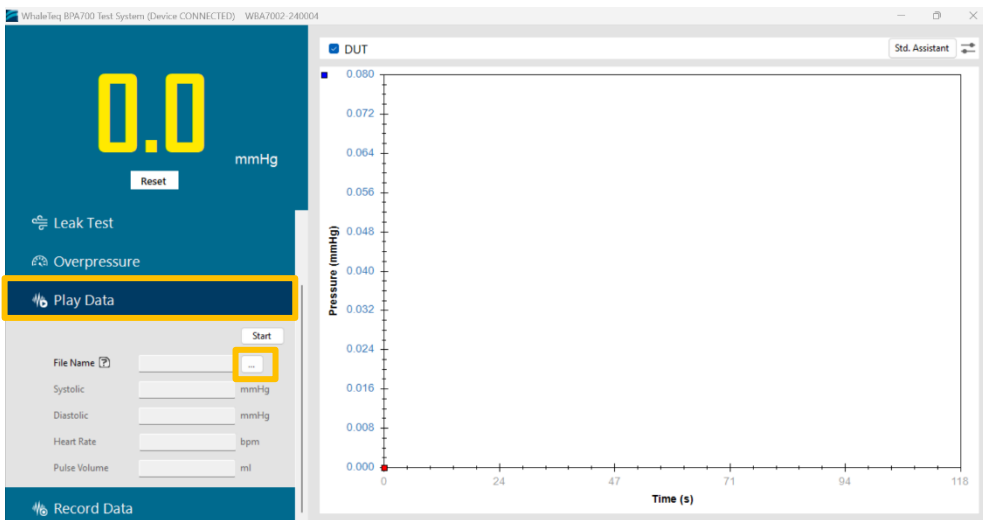 WhaleTeq BPA700 Test System (Device CONNECTED) WBA7002-240004
0.0
mmHg
Reset
Leak Test
Overpressure
Play Data
Start
File Name [?] ...
Systolic mmHg
Diastolic mmHg
Heart Rate bpm
Pulse Volume ml
Record Data
DUT
Std. Assistant
0.080
0.072
0.064
0.056
0.048
0.040
0.032
0.024
0.016
0.008
0.000
Pressure (mmHg)
0 24 47 71 94 118
Time (s)